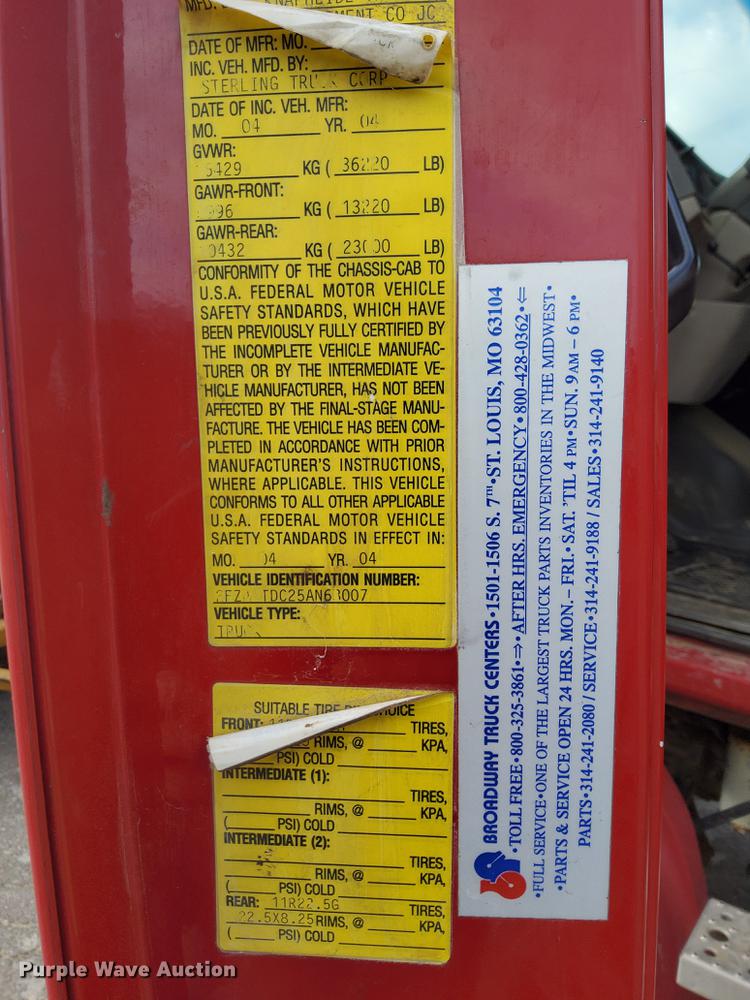 MENT CO JC
DATE OF MFR: MO.
INC. VEH. MFD. BY:
STERLING CORP
DATE OF INC. VEH. MFR:
MO. 04 YR. 04
GVWR:
KG ( 36220 LB)
GAWR-FRONT:
KG ( 13220 LB)
GAWR-REAR:
KG ( 23000 LB)
CONFORMITY OF THE CHASSIS-CAB TO
U.S.A. FEDERAL MOTOR VEHICLE
SAFETY STANDARDS, WHICH HAVE
BEEN PREVIOUSLY FULLY CERTIFIED BY
THE INCOMPLETE VEHICLE MANUFAC-
TURER OR BY THE INTERMEDIATE VE-
HICLE MANUFACTURER, HAS NOT BEEN
AFFECTED BY THE FINAL-STAGE MANU-
FACTURE. THE VEHICLE HAS BEEN COM-
PLETED IN ACCORDANCE WITH PRIOR
MANUFACTURER'S INSTRUCTIONS,
WHERE APPLICABLE. THIS VEHICLE
CONFORMS TO ALL OTHER APPLICABLE
U.S.A. FEDERAL MOTOR VEHICLE
SAFETY STANDARDS IN EFFECT IN:
MO. 04 YR. 04
VEHICLE IDENTIFICATION NUMBER:
VEHICLE TYPE:
TRUCK
SUITABLE TIRE
FRONT: TIRES,
RIMS, @ KPA,
PSI) COLD
INTERMEDIATE (1):
TIRES,
RIMS, @ KPA,
( PSI) COLD
INTERMEDIATE (2):
TIRES,
RIMS, @ KPA,
( PSI) COLD
REAR: 11R22.5G TIRES,
22.5X8.25 RIMS, @ KPA,
( PSI) COLD
BROADWAY TRUCK CENTERS•1501-1506 S. 7TH•ST. LOUIS, MO 63104
•TOLL FREE•800-325-3861•⇒•AFTER HRS. EMERGENCY•800-428-0362•⇐
•FULL SERVICE•ONE OF THE LARGEST TRUCK PARTS INVENTORIES IN THE MIDWEST•
•PARTS & SERVICE OPEN 24 HRS. MON. – FRI.•SAT. 'TIL 4 PM•SUN. 9 AM – 6 PM•
PARTS•314-241-2080 / SERVICE•314-241-9188 / SALES•314-241-9140
Purple Wave Auction